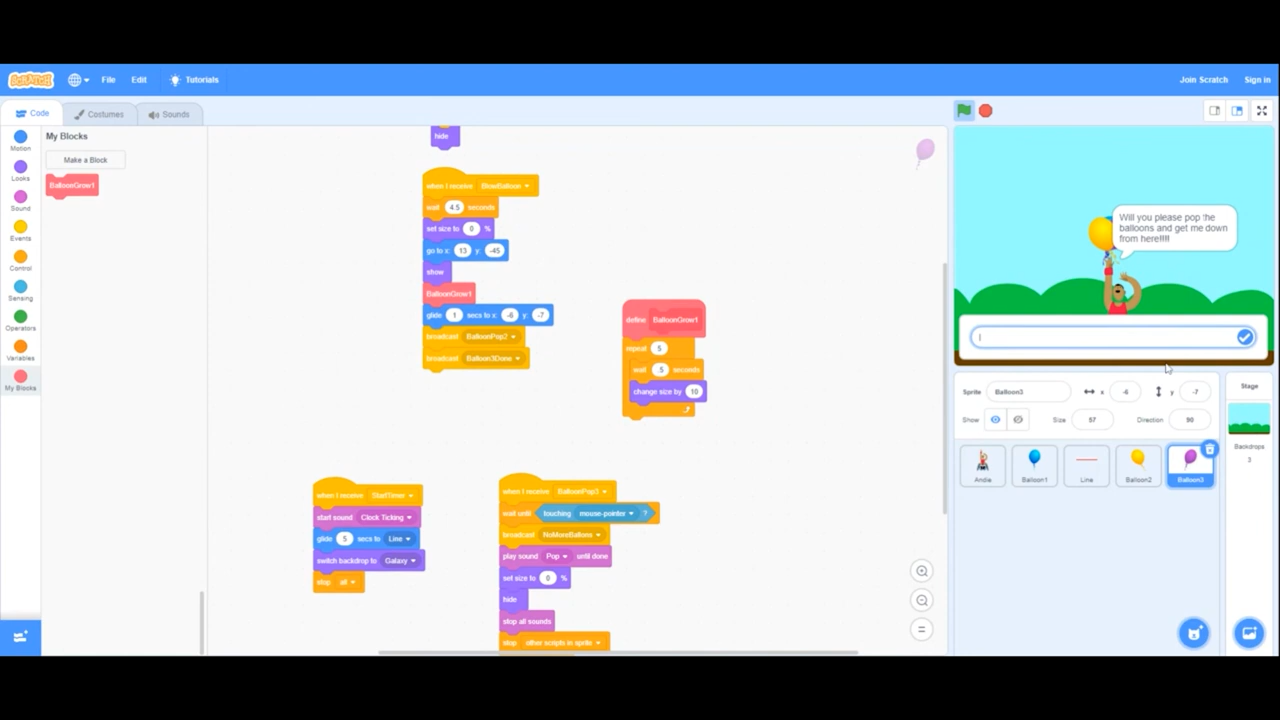 SCRATCH
File
Edit
Tutorials
Join Scratch
Sign in
Code
Costumes
Sounds
Motion
Looks
Sound
Events
Control
Sensing
Operators
Variables
My Blocks
My Blocks
Make a Block
BalloonGrow1
hide
when I receive BlowBalloon
wait 4.5 seconds
set size to 0 %
go to x: 13 y: -45
show
BalloonGrow1
glide 1 secs to x: -6 y: -7
broadcast BalloonPop2
broadcast Balloon3Done
define BalloonGrow1
repeat 5
wait .5 seconds
change size by 10
when I receive StartTimer
start sound Clock Ticking
glide 5 secs to Line
switch backdrop to Galaxy
stop all
when I receive BalloonPop3
wait until touching mouse-pointer ?
broadcast NoMoreBallons
play sound Pop until done
set size to 0 %
hide
stop all sounds
stop other scripts in sprite
Will you please pop the
balloons and get me down
from here!!!!!
Sprite Balloon3 x -6 y -7
Show Size 57 Direction 90
Andie
Balloon1
Line
Balloon2
Balloon3
Stage
Backdrops
3